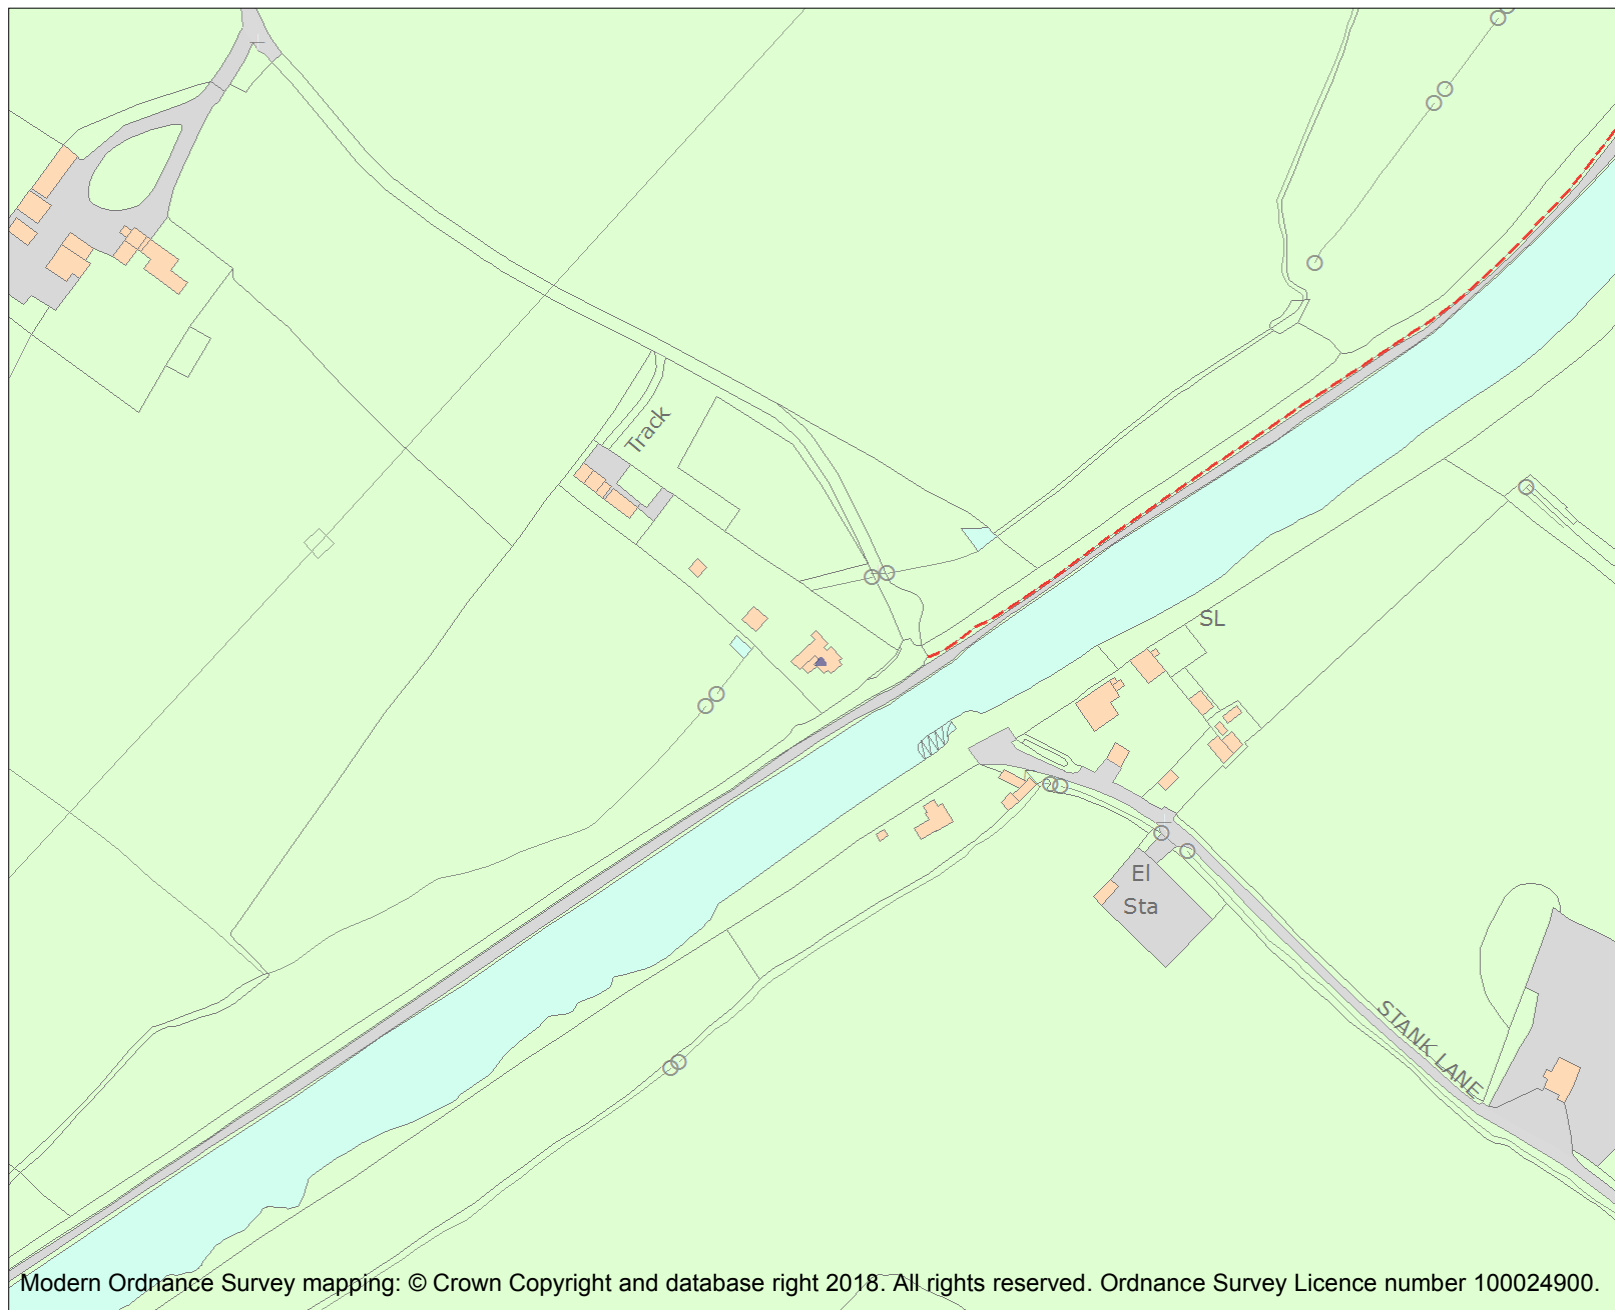 Track
SL
El
Sta
STANK LANE
Modern Ordnance Survey mapping: © Crown Copyright and database right 2018. All rights reserved. Ordnance Survey Licence number 100024900.